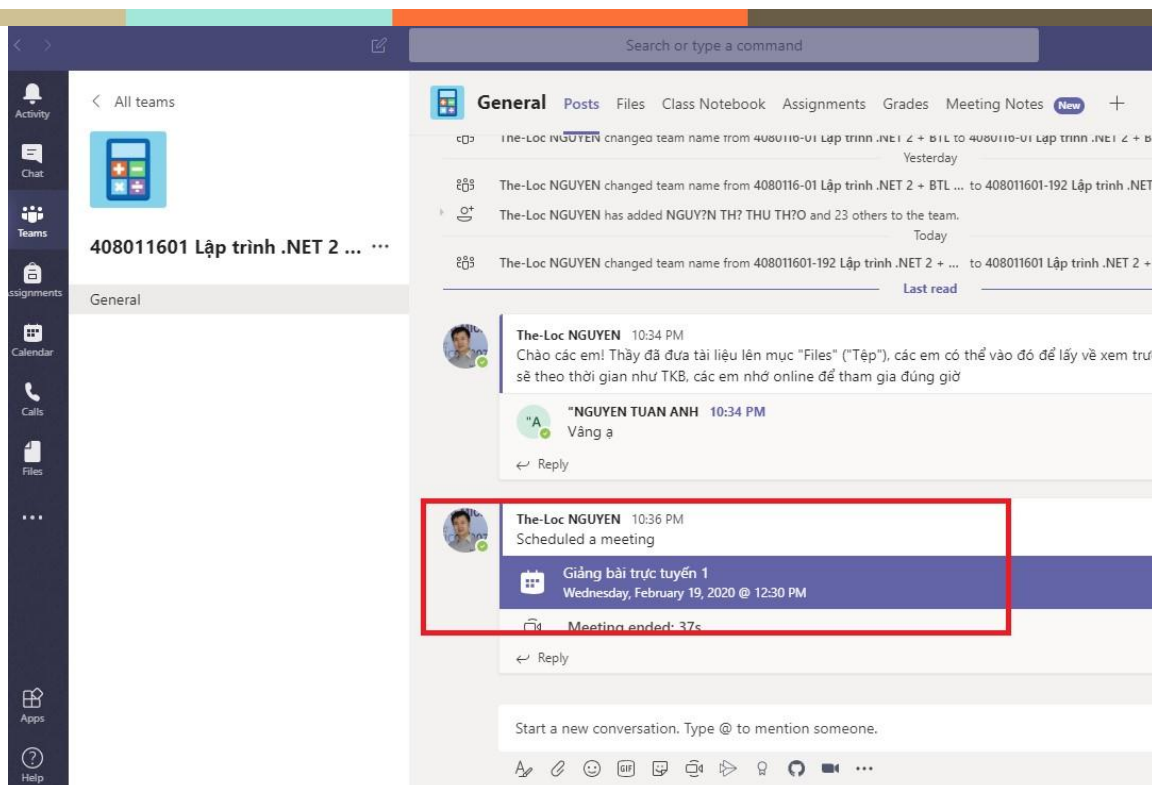 Search or type a command
Activity
Chat
Teams
ssignments
Calendar
Calls
Files
Apps
Help
All teams
408011601 Lập trình .NET 2 ...
General
General Posts Files Class Notebook Assignments Grades Meeting Notes New
The-Loc NGUYEN changed team name from 4080116-01 Lập trình .NET 2 + BTL to 4080116-01 Lập trình .NET 2 + B
Yesterday
The-Loc NGUYEN changed team name from 4080116-01 Lập trình .NET 2 + BTL ... to 408011601-192 Lập trình .NET
The-Loc NGUYEN has added NGUY?N TH? THU TH?O and 23 others to the team.
Today
The-Loc NGUYEN changed team name from 408011601-192 Lập trình .NET 2 + ... to 408011601 Lập trình .NET 2 +
Last read
The-Loc NGUYEN 10:34 PM
Chào các em! Thầy đã đưa tài liệu lên mục "Files" ("Tệp"), các em có thể vào đó để lấy về xem trư
sẽ theo thời gian như TKB, các em nhớ online để tham gia đúng giờ
"A
"NGUYEN TUAN ANH 10:34 PM
Vâng ạ
Reply
The-Loc NGUYEN 10:36 PM
Scheduled a meeting
Giảng bài trực tuyến 1
Wednesday, February 19, 2020 @ 12:30 PM
Meeting ended: 37s
Reply
Start a new conversation. Type @ to mention someone.
GIF